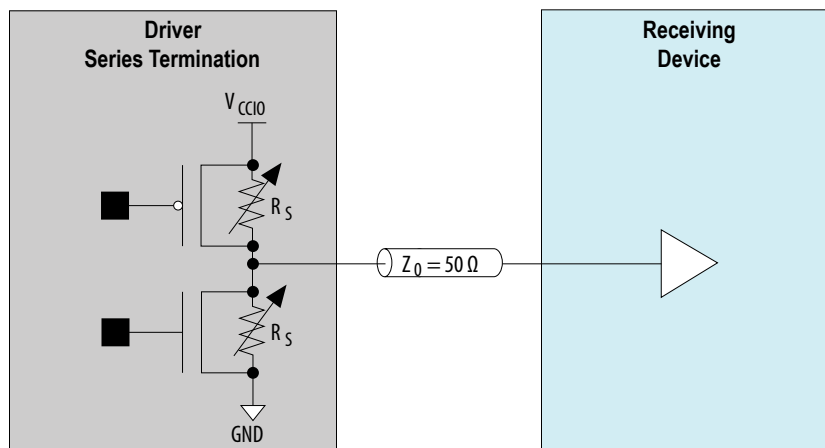 Driver
Series Termination
Receiving
Device
V CCIO
R S
Z 0 = 50 Ω
R S
GND